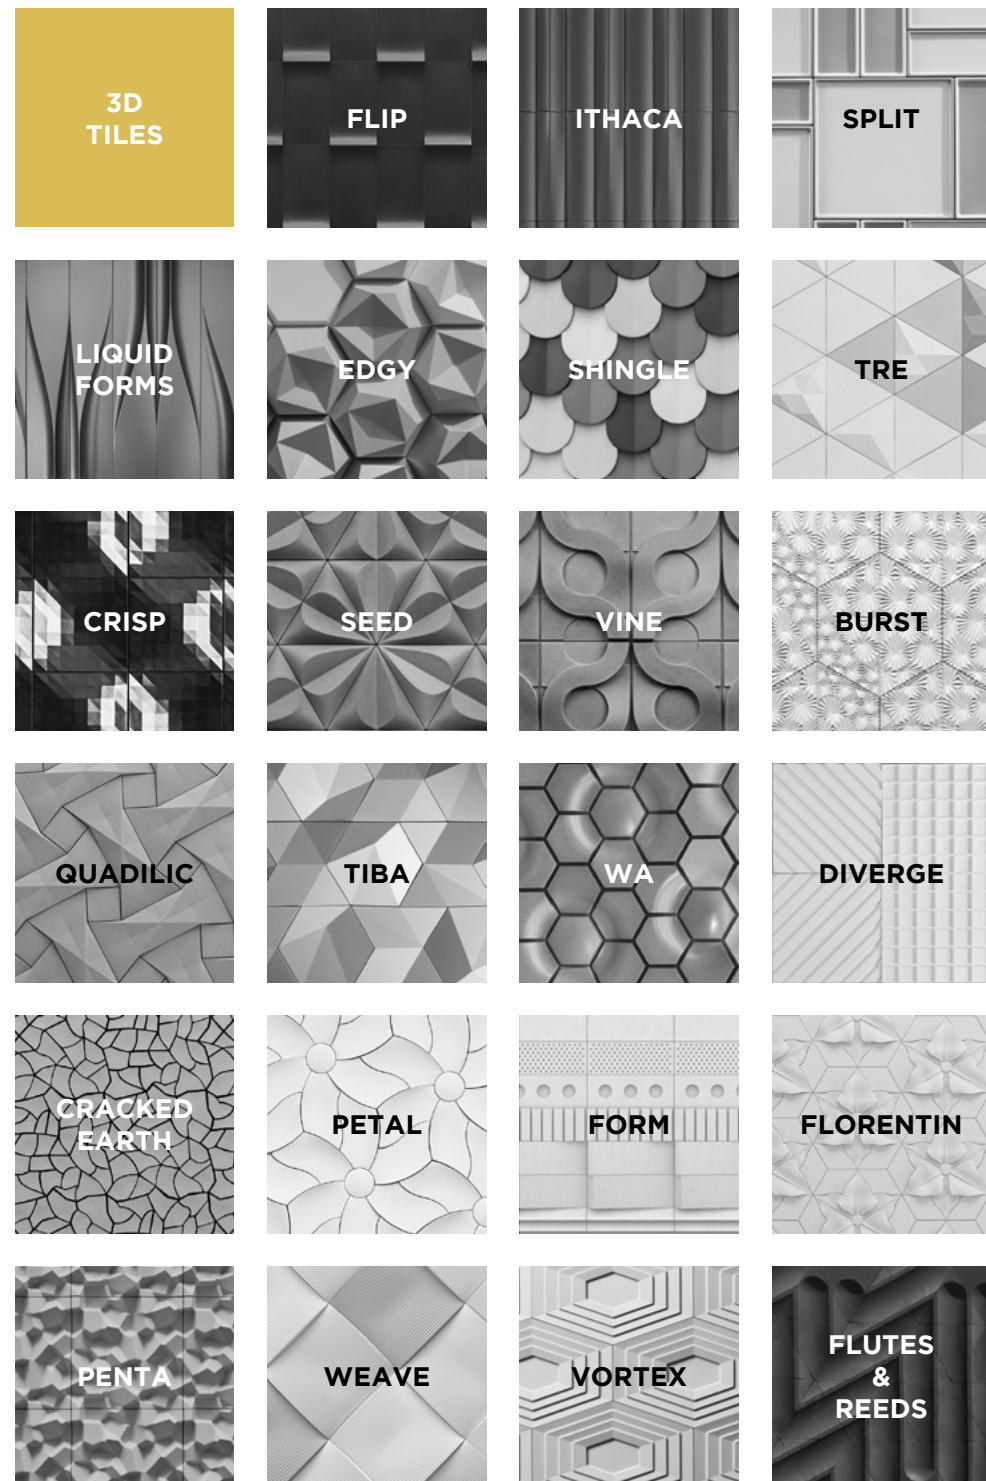 3D
TILES
FLIP
ITHACA
SPLIT
LIQUID
FORMS
EDGY
SHINGLE
TRE
CRISP
SEED
VINE
BURST
QUADILIC
TIBA
WA
DIVERGE
CRACKED
EARTH
PETAL
FORM
FLORENTIN
PENTA
WEAVE
VORTEX
FLUTES
&
REEDS